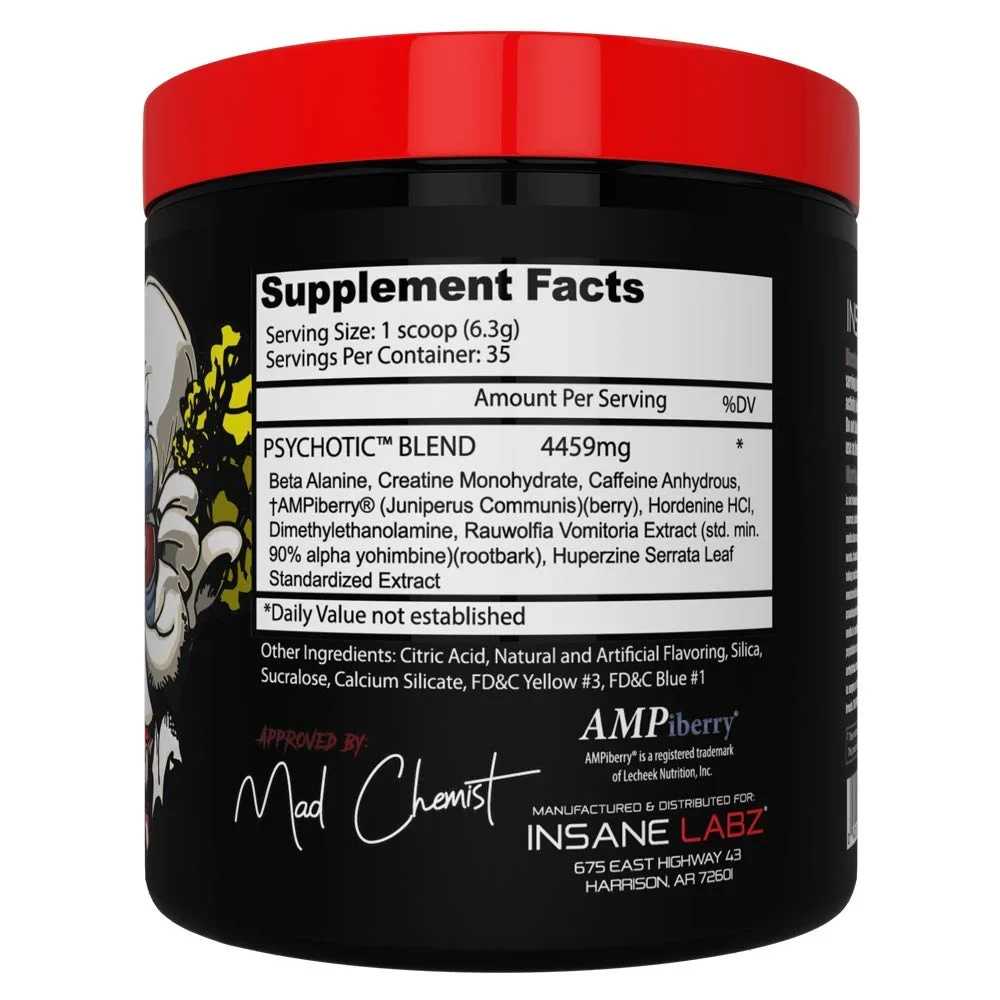 Supplement Facts
Serving Size: 1 scoop (6.3g)
Servings Per Container: 35
Amount Per Serving %DV
PSYCHOTIC™ BLEND 4459mg *
Beta Alanine, Creatine Monohydrate, Caffeine Anhydrous,
†AMPiberry® (Juniperus Communis)(berry), Hordenine HCl,
Dimethylethanolamine, Rauwolfia Vomitoria Extract (std. min.
90% alpha yohimbine)(rootbark), Huperzine Serrata Leaf
Standardized Extract
*Daily Value not established
Other Ingredients: Citric Acid, Natural and Artificial Flavoring, Silica,
Sucralose, Calcium Silicate, FD&C Yellow #3, FD&C Blue #1
APPROVED BY:
Mad Chemist
AMPiberry®
AMPiberry® is a registered trademark
of Lecheek Nutrition, Inc.
MANUFACTURED & DISTRIBUTED FOR:
INSANE LABZ®
675 EAST HIGHWAY 43
HARRISON, AR 72601